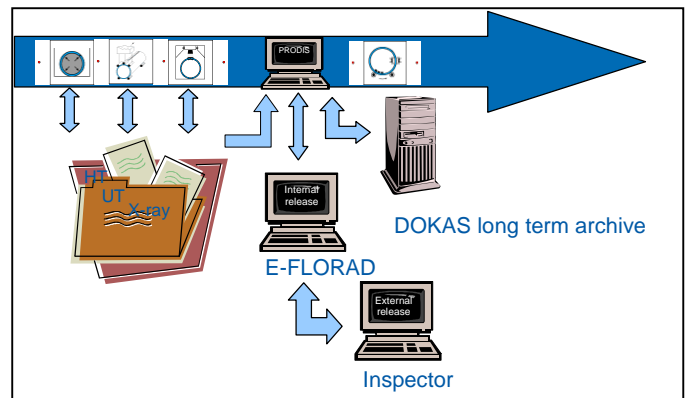 PRODIS
HT
UT
X-ray
Internal
release
DOKAS long term archive
E-FLORAD
External
release
Inspector